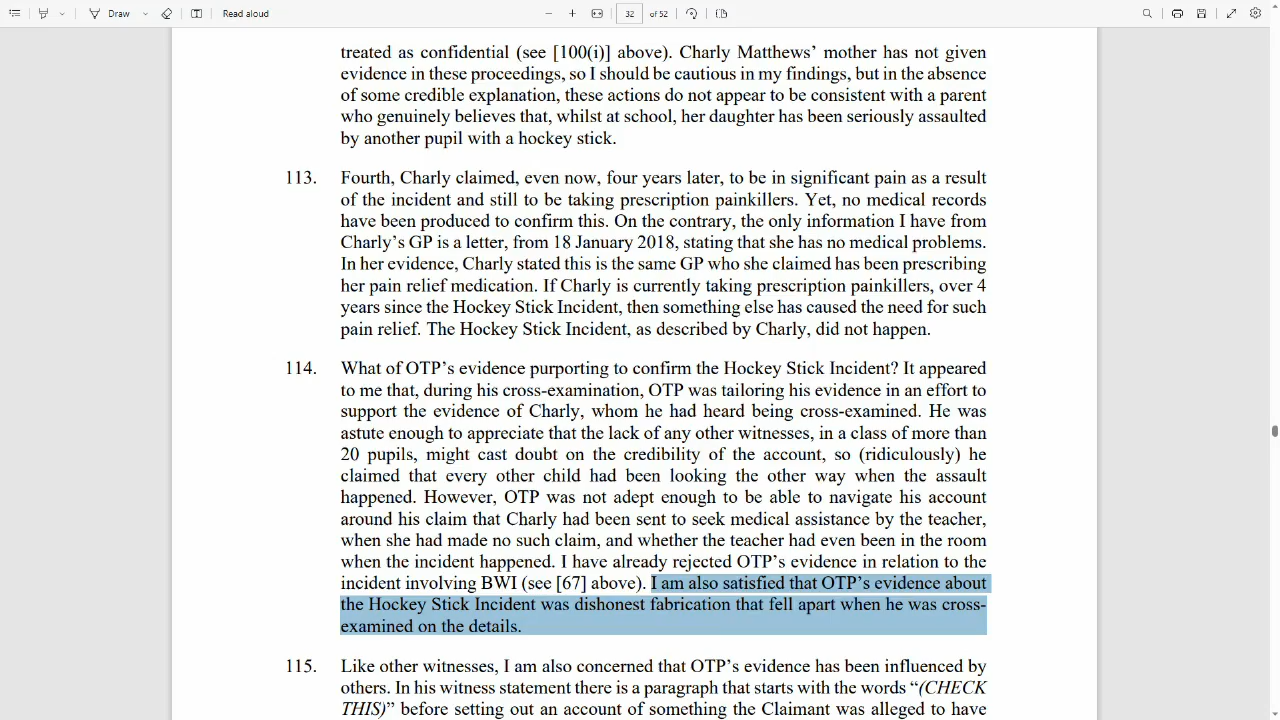 Draw
Read aloud
32
of 52
treated as confidential (see [100(i)] above). Charly Matthews’ mother has not given
evidence in these proceedings, so I should be cautious in my findings, but in the absence
of some credible explanation, these actions do not appear to be consistent with a parent
who genuinely believes that, whilst at school, her daughter has been seriously assaulted
by another pupil with a hockey stick.
113. Fourth, Charly claimed, even now, four years later, to be in significant pain as a result
of the incident and still to be taking prescription painkillers. Yet, no medical records
have been produced to confirm this. On the contrary, the only information I have from
Charly’s GP is a letter, from 18 January 2018, stating that she has no medical problems.
In her evidence, Charly stated this is the same GP who she claimed has been prescribing
her pain relief medication. If Charly is currently taking prescription painkillers, over 4
years since the Hockey Stick Incident, then something else has caused the need for such
pain relief. The Hockey Stick Incident, as described by Charly, did not happen.
114. What of OTP’s evidence purporting to confirm the Hockey Stick Incident? It appeared
to me that, during his cross-examination, OTP was tailoring his evidence in an effort to
support the evidence of Charly, whom he had heard being cross-examined. He was
astute enough to appreciate that the lack of any other witnesses, in a class of more than
20 pupils, might cast doubt on the credibility of the account, so (ridiculously) he
claimed that every other child had been looking the other way when the assault
happened. However, OTP was not adept enough to be able to navigate his account
around his claim that Charly had been sent to seek medical assistance by the teacher,
when she had made no such claim, and whether the teacher had even been in the room
when the incident happened. I have already rejected OTP’s evidence in relation to the
incident involving BWI (see [67] above). I am also satisfied that OTP’s evidence about
the Hockey Stick Incident was dishonest fabrication that fell apart when he was cross-
examined on the details.
115. Like other witnesses, I am also concerned that OTP’s evidence has been influenced by
others. In his witness statement there is a paragraph that starts with the words “(CHECK
THIS)” before setting out an account of something the Claimant was alleged to have